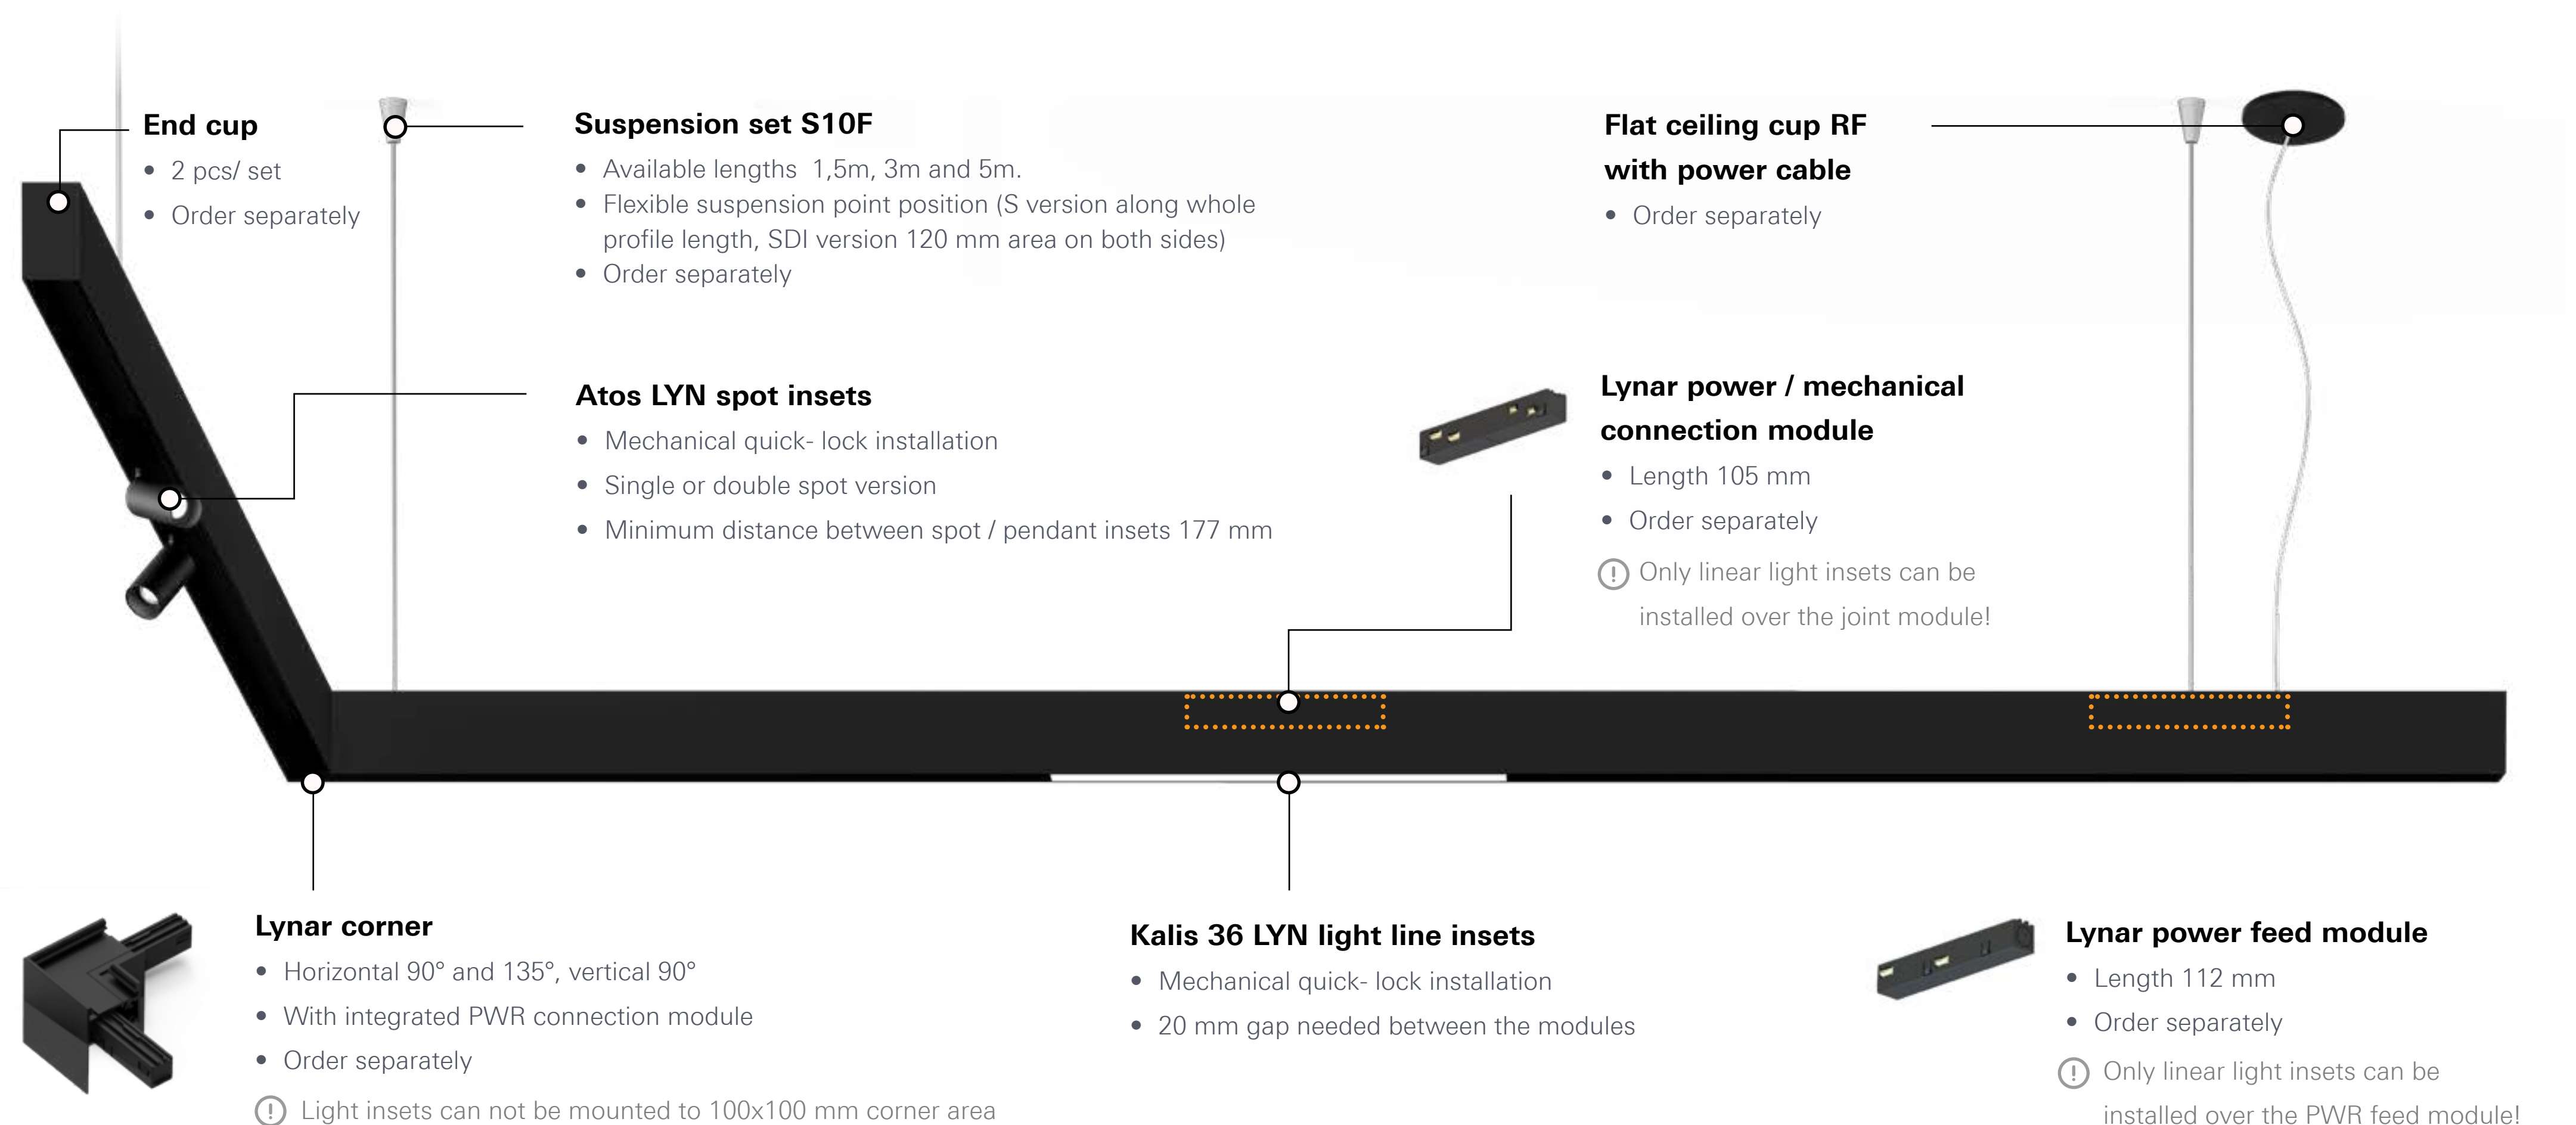 End cup
• 2 pcs/ set
• Order separately
Suspension set S10F
• Available lengths  1,5m, 3m and 5m.
• Flexible suspension point position (S version along whole
profile length, SDI version 120 mm area on both sides)
• Order separately
Flat ceiling cup RF
with power cable
• Order separately
Atos LYN spot insets
• Mechanical quick- lock installation
• Single or double spot version
• Minimum distance between spot / pendant insets 177 mm
Lynar power / mechanical
connection module
• Length 105 mm
• Order separately
Only linear light insets can be
installed over the joint module!
Lynar corner
• Horizontal 90° and 135°, vertical 90°
• With integrated PWR connection module
• Order separately
Light insets can not be mounted to 100x100 mm corner area
Kalis 36 LYN light line insets
• Mechanical quick- lock installation
• 20 mm gap needed between the modules
Lynar power feed module
• Length 112 mm
• Order separately
Only linear light insets can be
installed over the PWR feed module!